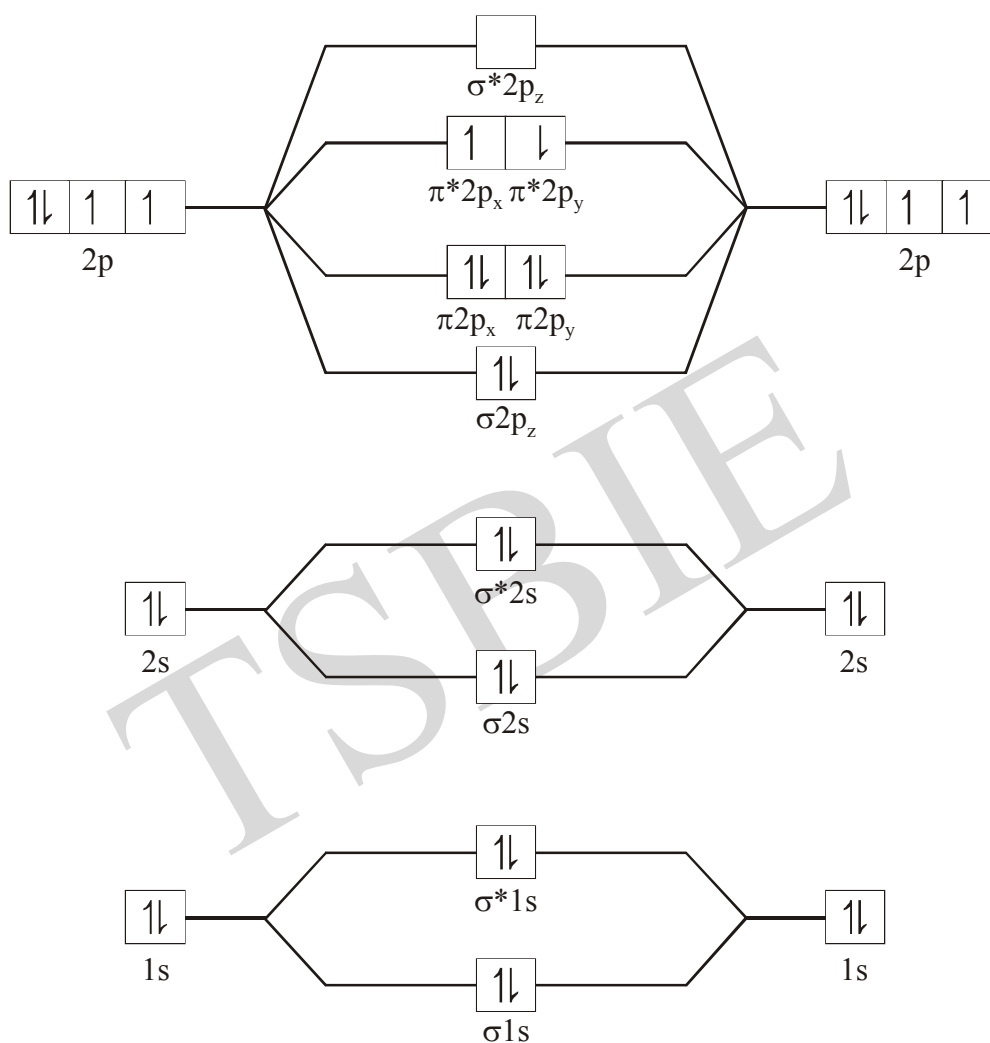 σ*2pz
π*2px π*2py
2p 2p
π2px π2py
σ2pz
σ*2s
2s 2s
σ2s
σ*1s
1s 1s
σ1s
TSBIE